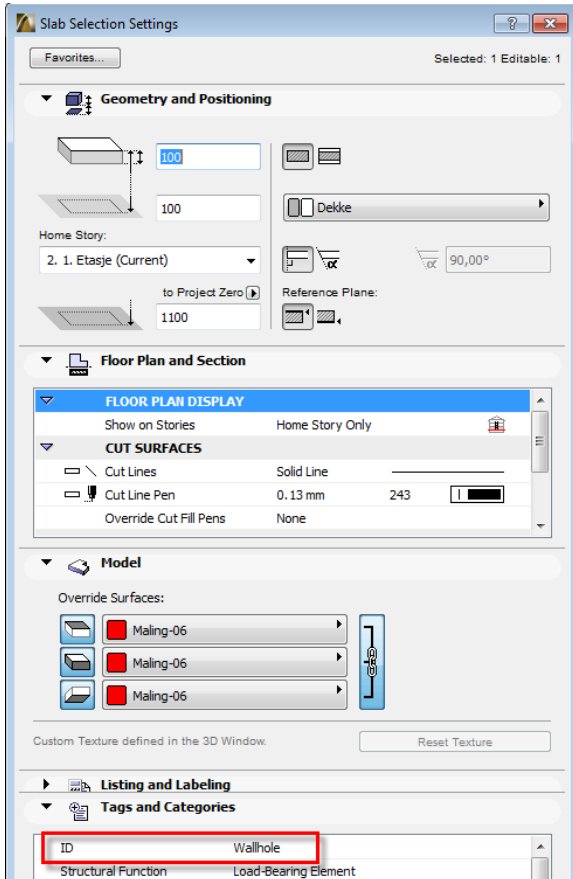 Slab Selection Settings
Favorites...
Selected: 1 Editable: 1
Geometry and Positioning
100
100
Dekke
Home Story:
2. 1. Etasje (Current)
α
α
90,00°
to Project Zero
Reference Plane:
1100
Floor Plan and Section
FLOOR PLAN DISPLAY
Show on Stories Home Story Only
CUT SURFACES
Cut Lines Solid Line
Cut Line Pen 0.13 mm 243
Override Cut Fill Pens None
Model
Override Surfaces:
Maling-06
Maling-06
Maling-06
Custom Texture defined in the 3D Window.
Reset Texture
Listing and Labeling
Tags and Categories
ID Wallhole
Structural Function Load-Bearing Element